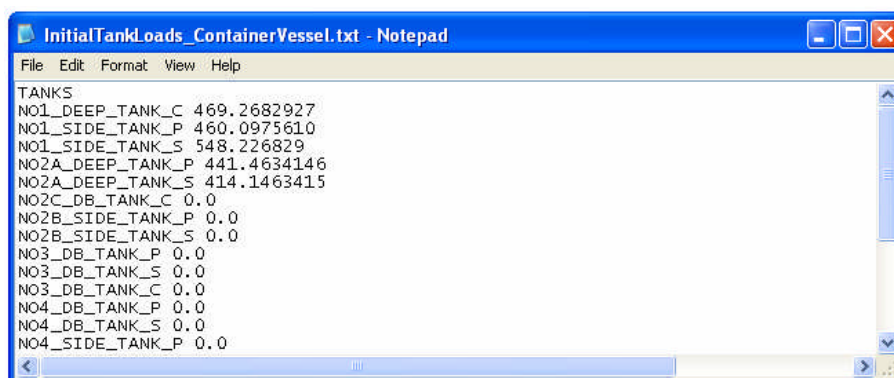 InitialTankLoads_ContainerVessel.txt - Notepad
File Edit Format View Help
TANKS
NO1_DEEP_TANK_C 469.2682927
NO1_SIDE_TANK_P 460.0975610
NO1_SIDE_TANK_S 548.226829
NO2A_DEEP_TANK_P 441.4634146
NO2A_DEEP_TANK_S 414.1463415
NO2C_DB_TANK_C 0.0
NO2B_SIDE_TANK_P 0.0
NO2B_SIDE_TANK_S 0.0
NO3_DB_TANK_P 0.0
NO3_DB_TANK_S 0.0
NO3_DB_TANK_C 0.0
NO4_DB_TANK_P 0.0
NO4_DB_TANK_S 0.0
NO4_SIDE_TANK_P 0.0